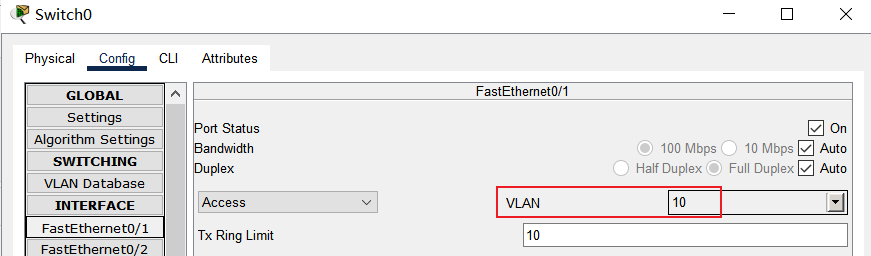 Switch0
Physical Config CLI Attributes
GLOBAL
Settings
Algorithm Settings
SWITCHING
VLAN Database
INTERFACE
FastEthernet0/1
FastEthernet0/2
FastEthernet0/1
Port Status On
Bandwidth 100 Mbps 10 Mbps Auto
Duplex Half Duplex Full Duplex Auto
Access VLAN 10
Tx Ring Limit 10